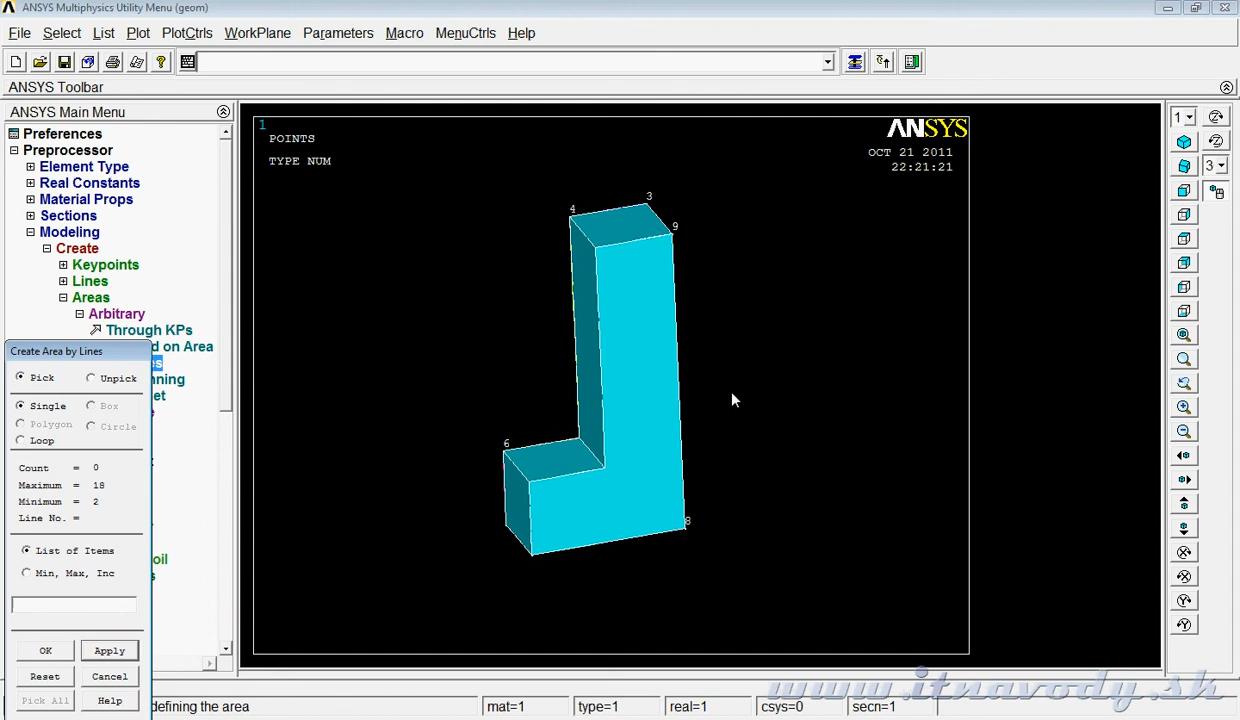 ANSYS Multiphysics Utility Menu (geom)
File Select List Plot PlotCtrls WorkPlane Parameters Macro MenuCtrls Help
ANSYS Toolbar
ANSYS Main Menu
Preferences
Preprocessor
Element Type
Real Constants
Material Props
Sections
Modeling
Create
Keypoints
Lines
Areas
Arbitrary
Through KPs
d on Area
es
nning
et
oil
s
Create Area by Lines
Pick Unpick
Single Box
Polygon Circle
Loop
Count = 0
Maximum = 18
Minimum = 2
Line No. =
List of Items
Min, Max, Inc
OK Apply
Reset Cancel
Pick All Help
1
POINTS
TYPE NUM
ANSYS
OCT 21 2011
22:21:21
3
4
9
6
8
1
3
defining the area
mat=1 type=1 real=1 csys=0 secn=1
www.itnavody.sk